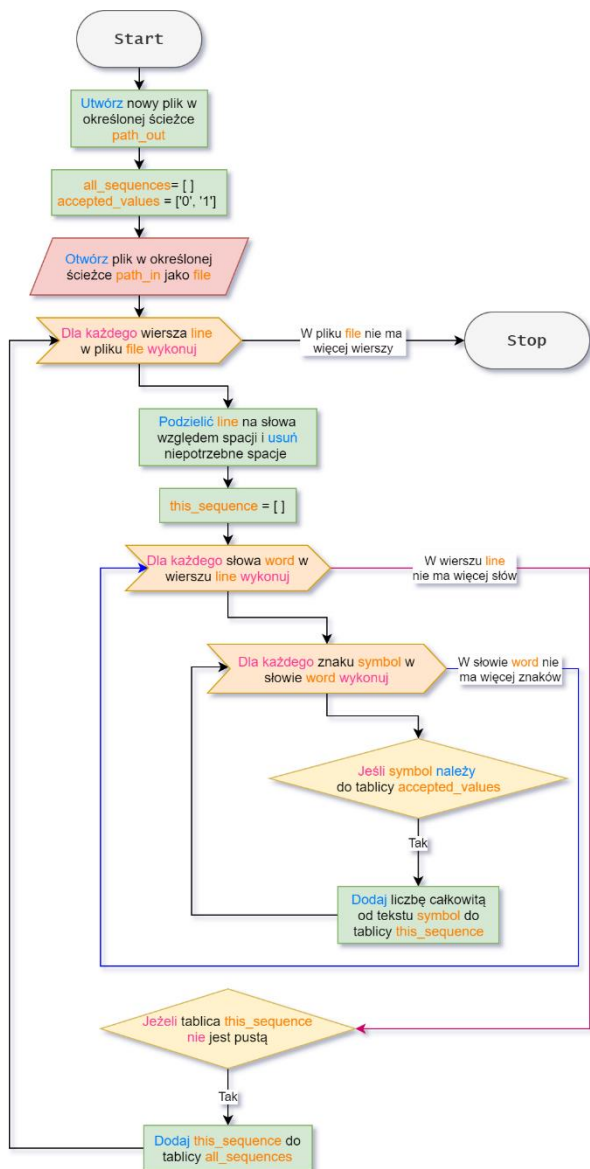 Start
Utwórz nowy plik w
określonej ścieżce
path_out
all_sequences= [ ]
accepted_values = ['0', '1']
Otwórz plik w określonej
ścieżce path_in jako file
Dla każdego wiersza line
w pliku file wykonuj
W pliku file nie ma
więcej wierszy
Stop
Podzielić line na słowa
względem spacji i usuń
niepotrzebne spacje
this_sequence = [ ]
Dla każdego słowa word w
wierszu line wykonuj
W wierszu line
nie ma więcej słów
Dla każdego znaku symbol w
słowie word wykonuj
W słowie word nie
ma więcej znaków
Jeśli symbol należy
do tablicy accepted_values
Tak
Dodaj liczbę całkowitą
od tekstu symbol do
tablicy this_sequence
Jeżeli tablica this_sequence
nie jest pustą
Tak
Dodaj this_sequence do
tablicy all_sequences